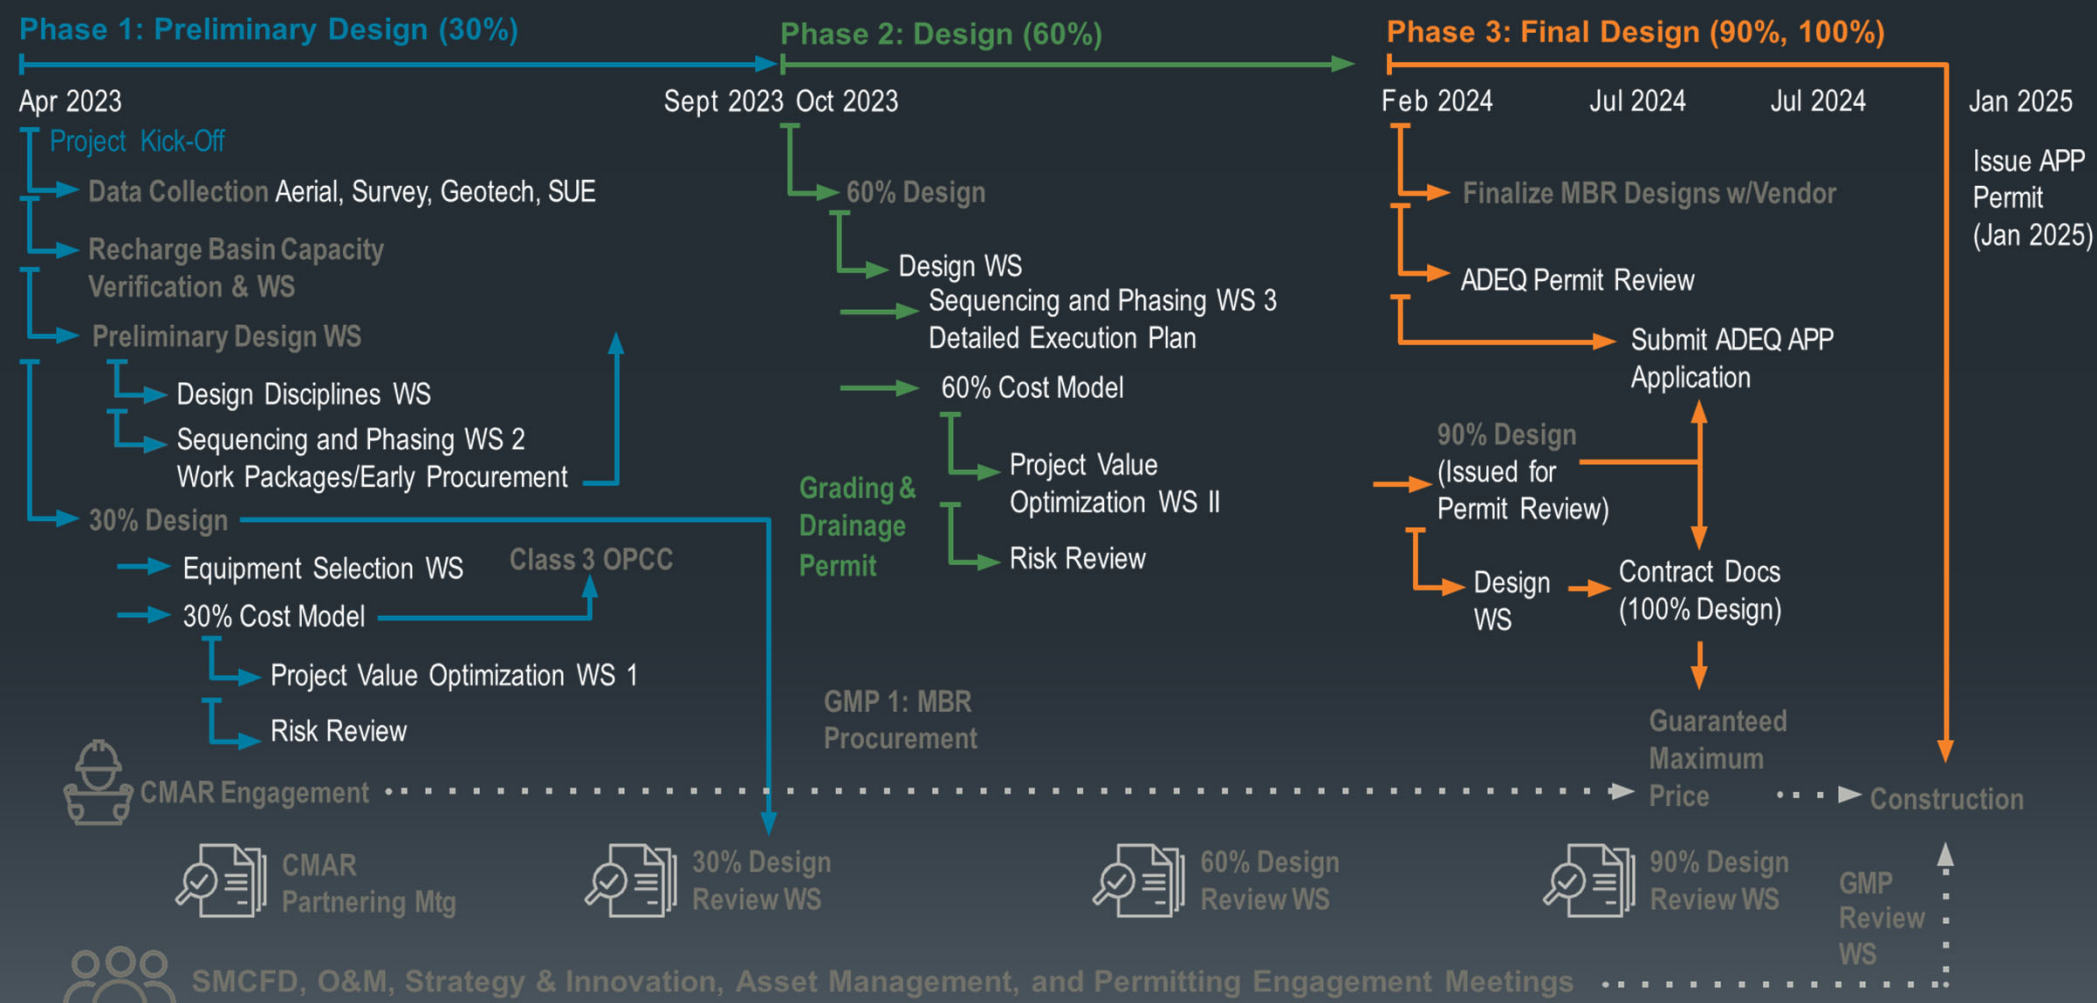 Phase 1: Preliminary Design (30%)
Apr 2023
Sept 2023
Project Kick-Off
Data Collection Aerial, Survey, Geotech, SUE
Recharge Basin Capacity
Verification & WS
Preliminary Design WS
Design Disciplines WS
Sequencing and Phasing WS 2
Work Packages/Early Procurement
30% Design
Equipment Selection WS
Class 3 OPCC
30% Cost Model
Project Value Optimization WS 1
Risk Review
Phase 2: Design (60%)
Oct 2023
60% Design
Design WS
Sequencing and Phasing WS 3
Detailed Execution Plan
60% Cost Model
Project Value
Optimization WS II
Risk Review
Grading &
Drainage
Permit
GMP 1: MBR
Procurement
Phase 3: Final Design (90%, 100%)
Feb 2024
Jul 2024
Jul 2024
Jan 2025
Issue APP
Permit
(Jan 2025)
Finalize MBR Designs w/Vendor
ADEQ Permit Review
Submit ADEQ APP
Application
90% Design
(Issued for
Permit Review)
Design
WS
Contract Docs
(100% Design)
Guaranteed
Maximum
Price
CMAR Engagement
Construction
CMAR
Partnering Mtg
30% Design
Review WS
60% Design
Review WS
90% Design
Review WS
GMP
Review
WS
SMCFD, O&M, Strategy & Innovation, Asset Management, and Permitting Engagement Meetings